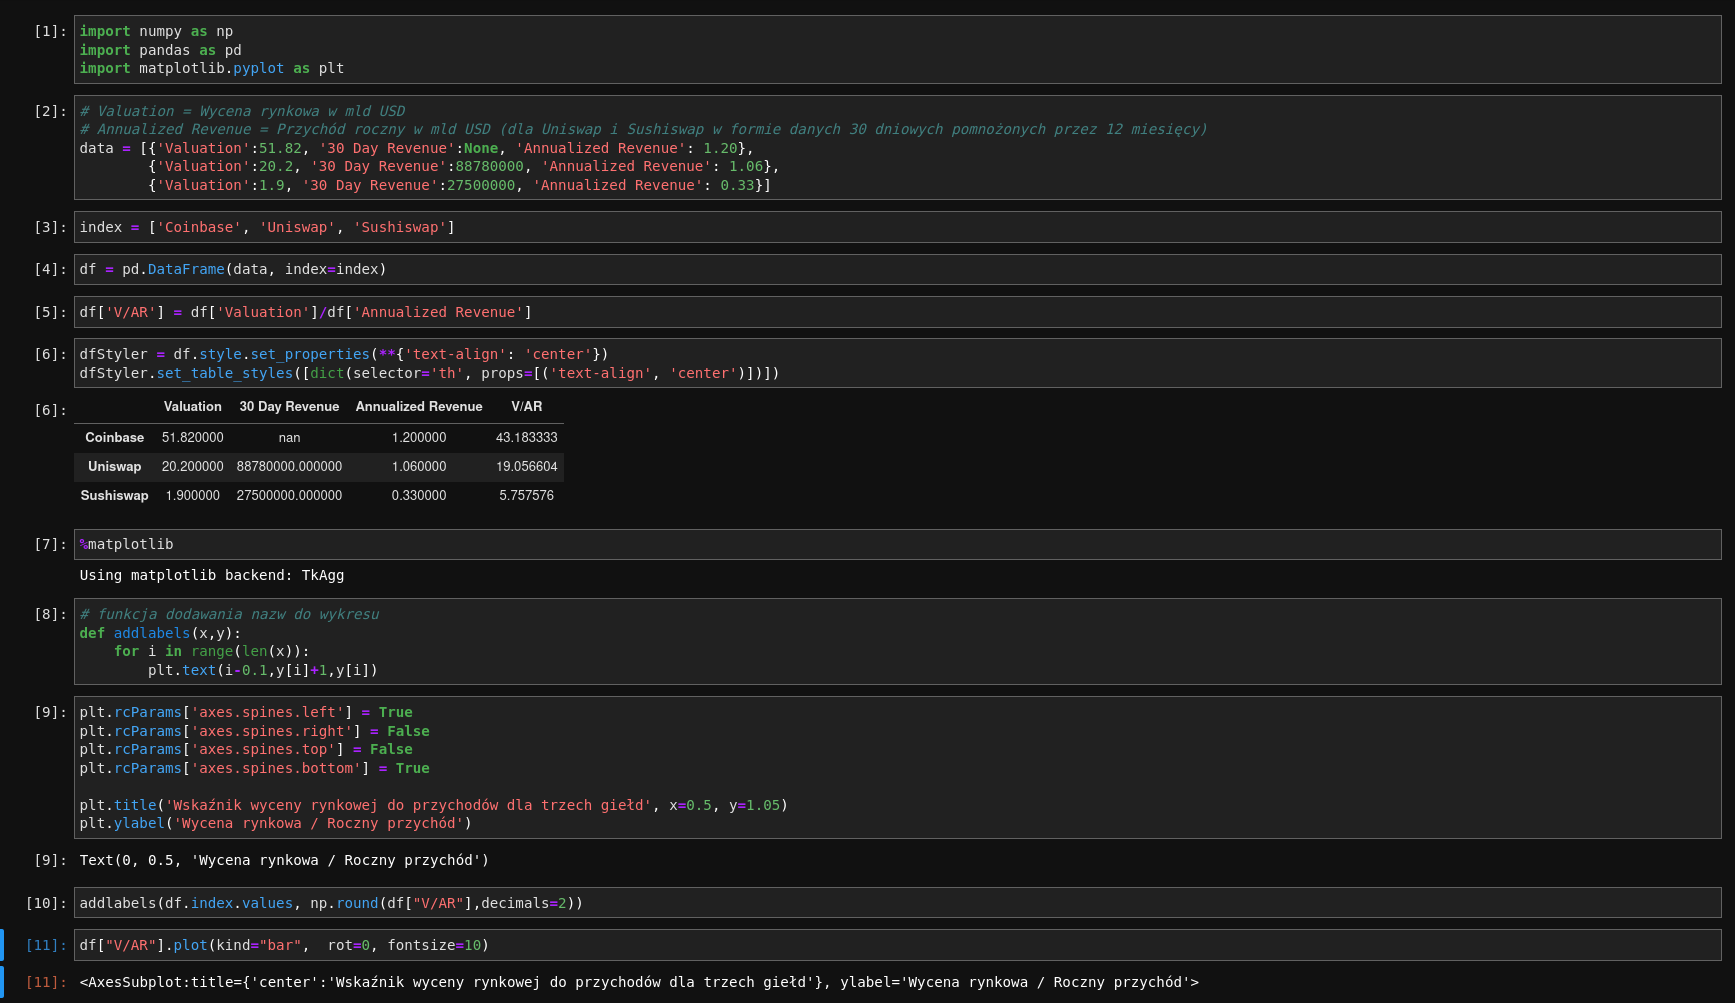 [1]: import numpy as np
import pandas as pd
import matplotlib.pyplot as plt
[2]: # Valuation = Wycena rynkowa w mld USD
# Annualized Revenue = Przychód roczny w mld USD (dla Uniswap i Sushiswap w formie danych 30 dniowych pomnożonych przez 12 miesięcy)
data = [{'Valuation':51.82, '30 Day Revenue':None, 'Annualized Revenue': 1.20},
        {'Valuation':20.2, '30 Day Revenue':88780000, 'Annualized Revenue': 1.06},
        {'Valuation':1.9, '30 Day Revenue':27500000, 'Annualized Revenue': 0.33}]
[3]: index = ['Coinbase', 'Uniswap', 'Sushiswap']
[4]: df = pd.DataFrame(data, index=index)
[5]: df['V/AR'] = df['Valuation']/df['Annualized Revenue']
[6]: dfStyler = df.style.set_properties(**{'text-align': 'center'})
dfStyler.set_table_styles([dict(selector='th', props=[('text-align', 'center')])])
[6]: Valuation 30 Day Revenue Annualized Revenue V/AR
Coinbase 51.820000 nan 1.200000 43.183333
Uniswap 20.200000 88780000.000000 1.060000 19.056604
Sushiswap 1.900000 27500000.000000 0.330000 5.757576
[7]: %matplotlib
Using matplotlib backend: TkAgg
[8]: # funkcja dodawania nazw do wykresu
def addlabels(x,y):
    for i in range(len(x)):
        plt.text(i-0.1,y[i]+1,y[i])
[9]: plt.rcParams['axes.spines.left'] = True
plt.rcParams['axes.spines.right'] = False
plt.rcParams['axes.spines.top'] = False
plt.rcParams['axes.spines.bottom'] = True
plt.title('Wskaźnik wyceny rynkowej do przychodów dla trzech giełd', x=0.5, y=1.05)
plt.ylabel('Wycena rynkowa / Roczny przychód')
[9]: Text(0, 0.5, 'Wycena rynkowa / Roczny przychód')
[10]: addlabels(df.index.values, np.round(df["V/AR"],decimals=2))
[11]: df["V/AR"].plot(kind="bar",  rot=0, fontsize=10)
[11]: <AxesSubplot:title={'center':'Wskaźnik wyceny rynkowej do przychodów dla trzech giełd'}, ylabel='Wycena rynkowa / Roczny przychód'>